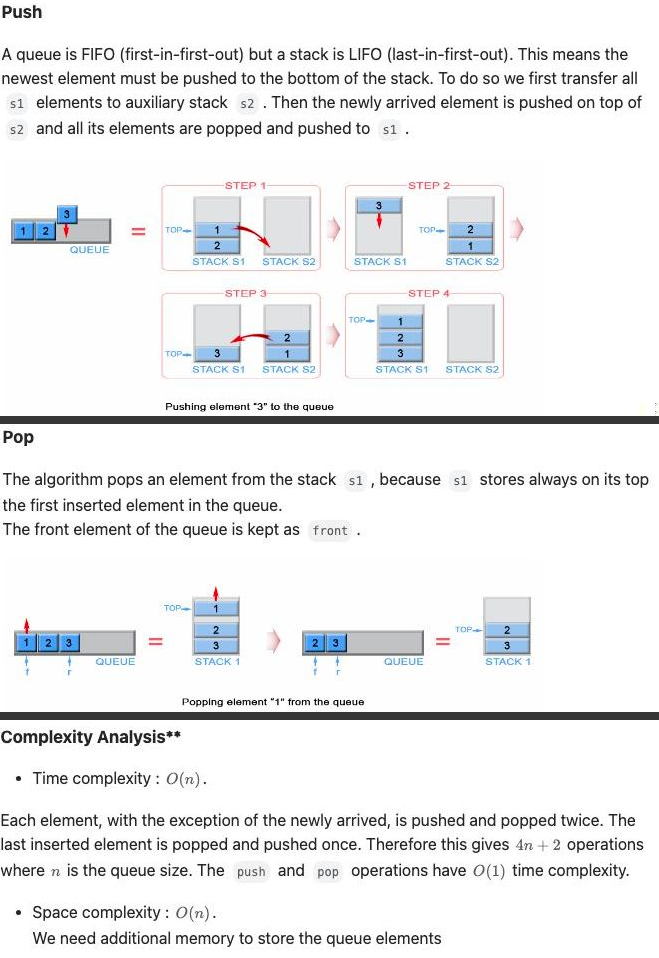 Push
A queue is FIFO (first-in-first-out) but a stack is LIFO (last-in-first-out). This means the
newest element must be pushed to the bottom of the stack. To do so we first transfer all
s1 elements to auxiliary stack s2 . Then the newly arrived element is pushed on top of
s2 and all its elements are popped and pushed to s1 .
STEP 1
STEP 2
3
1 2
QUEUE
=
TOP
1
2
STACK S1 STACK S2
3
TOP
2
1
STACK S1 STACK S2
STEP 3
STEP 4
TOP
3
2
1
STACK S1 STACK S2
TOP
1
2
3
STACK S1 STACK S2
Pushing element "3" to the queue
Pop
The algorithm pops an element from the stack s1 , because s1 stores always on its top
the first inserted element in the queue.
The front element of the queue is kept as front .
1 2 3
QUEUE
f r
=
TOP
1
2
3
STACK 1
2 3
QUEUE
f r
=
TOP
2
3
STACK 1
Popping element "1" from the queue
Complexity Analysis**
• Time complexity : O(n).
Each element, with the exception of the newly arrived, is pushed and popped twice. The
last inserted element is popped and pushed once. Therefore this gives 4n + 2 operations
where n is the queue size. The push and pop operations have O(1) time complexity.
• Space complexity : O(n).
We need additional memory to store the queue elements